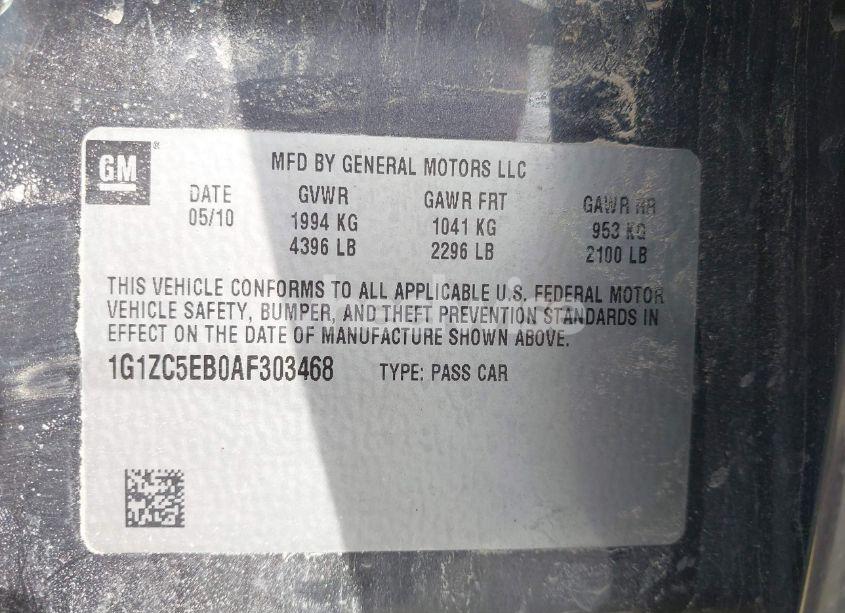 GM
MFD BY GENERAL MOTORS LLC
DATE GVWR GAWR FRT GAWR RR
05/10 1994 KG 1041 KG 953 KG
4396 LB 2296 LB 2100 LB
THIS VEHICLE CONFORMS TO ALL APPLICABLE U.S. FEDERAL MOTOR
VEHICLE SAFETY, BUMPER, AND THEFT PREVENTION STANDARDS IN
EFFECT ON THE DATE OF MANUFACTURE SHOWN ABOVE.
1G1ZC5EB0AF303468 TYPE: PASS CAR